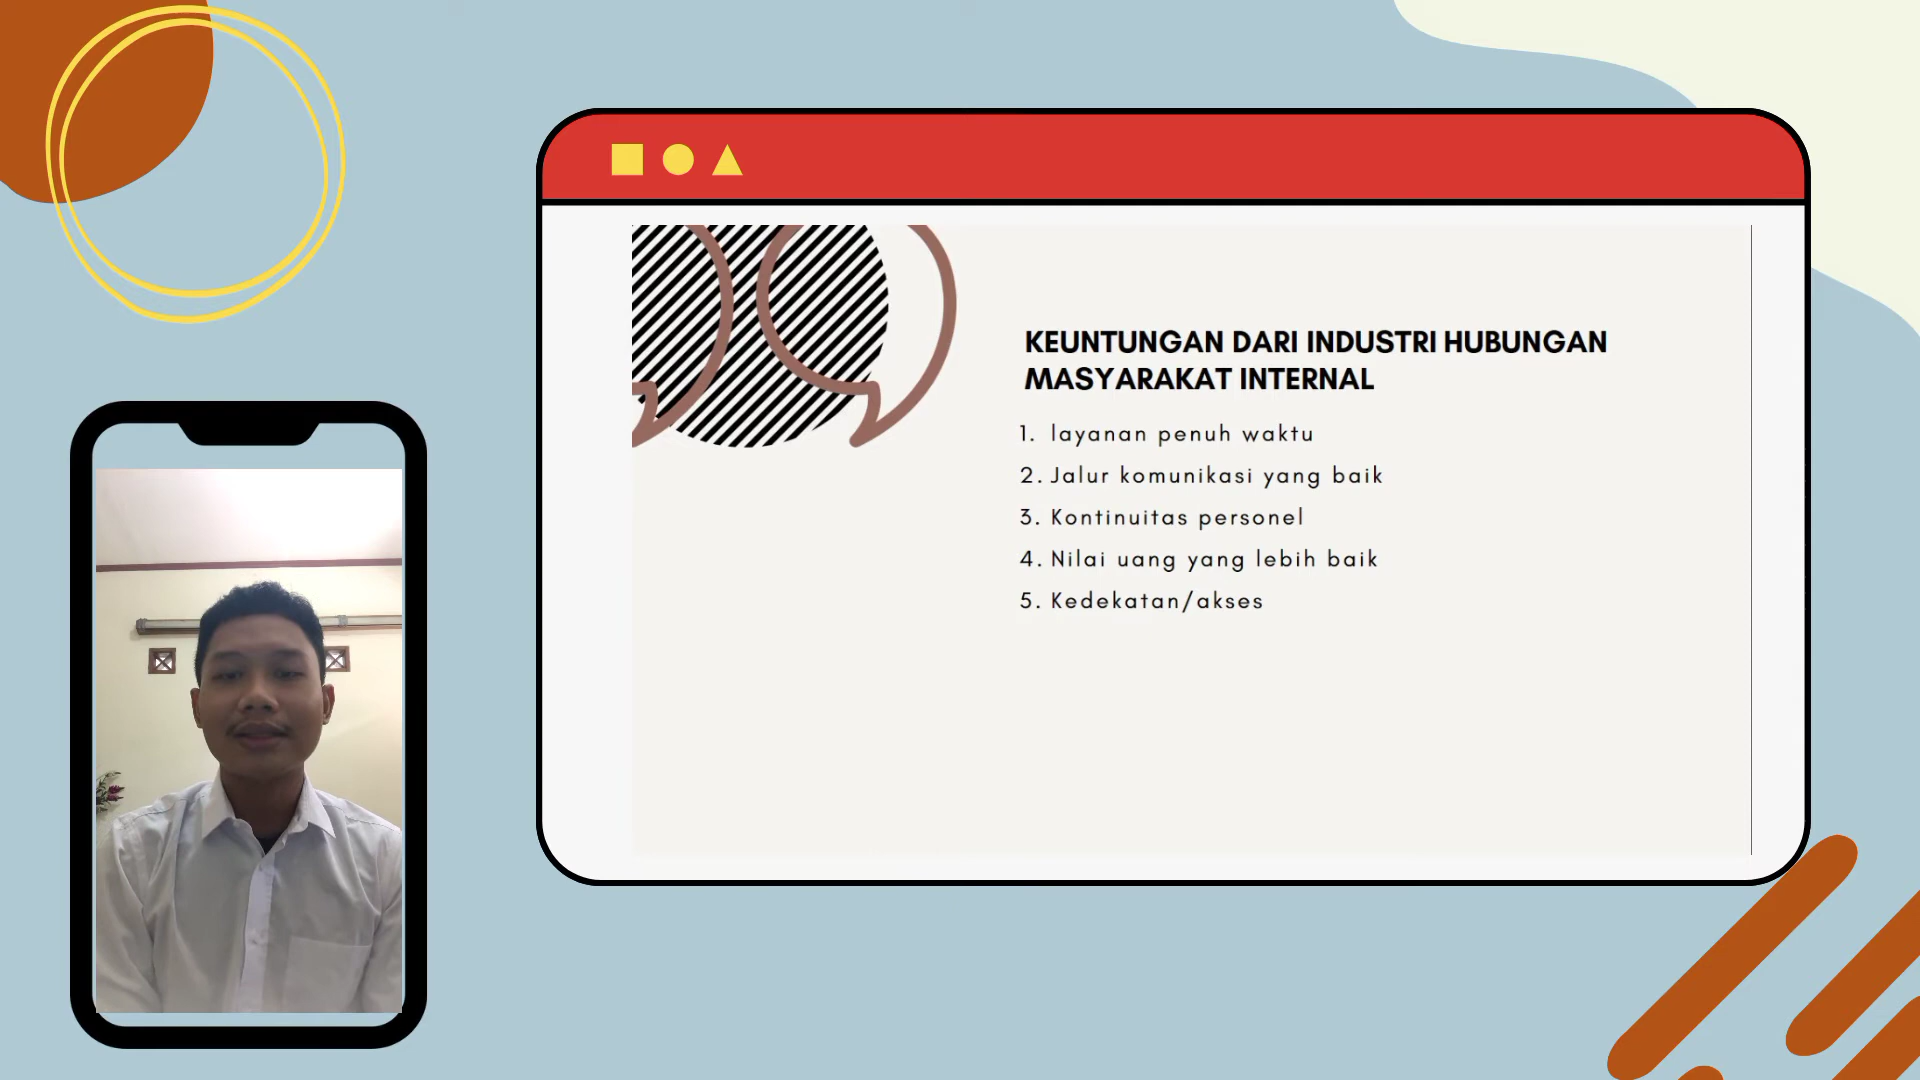 KEUNTUNGAN DARI INDUSTRI HUBUNGAN
MASYARAKAT INTERNAL
1. layanan penuh waktu
2. Jalur komunikasi yang baik
3. Kontinuitas personel
4. Nilai uang yang lebih baik
5. Kedekatan/akses